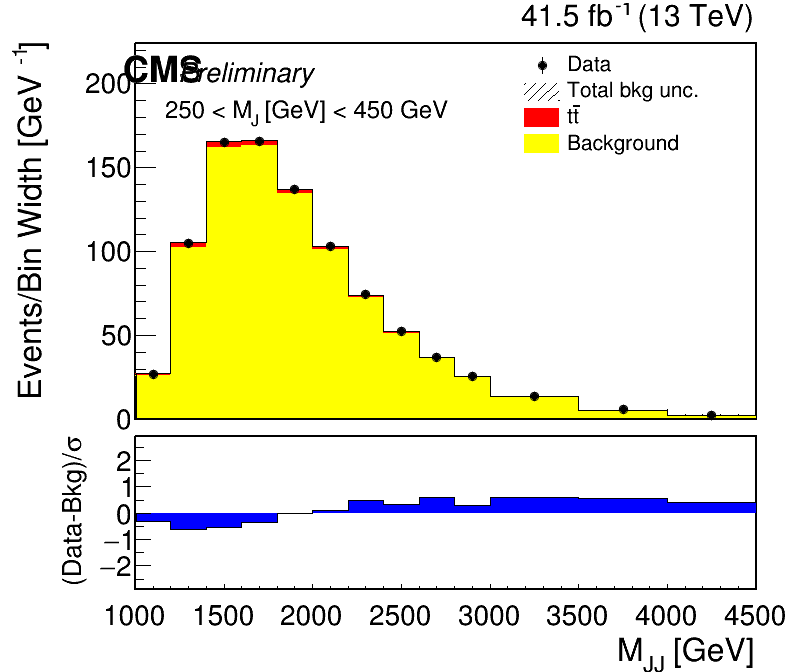 41.5 fb⁻¹ (13 TeV)
CMS Preliminary
250 < M_J [GeV] < 450 GeV
Data
Total bkg unc.
tt̄
Background
Events/Bin Width [GeV⁻¹]
200
150
100
50
0
(Data-Bkg)/σ
2
1
0
−1
−2
1000 1500 2000 2500 3000 3500 4000 4500
M_JJ [GeV]